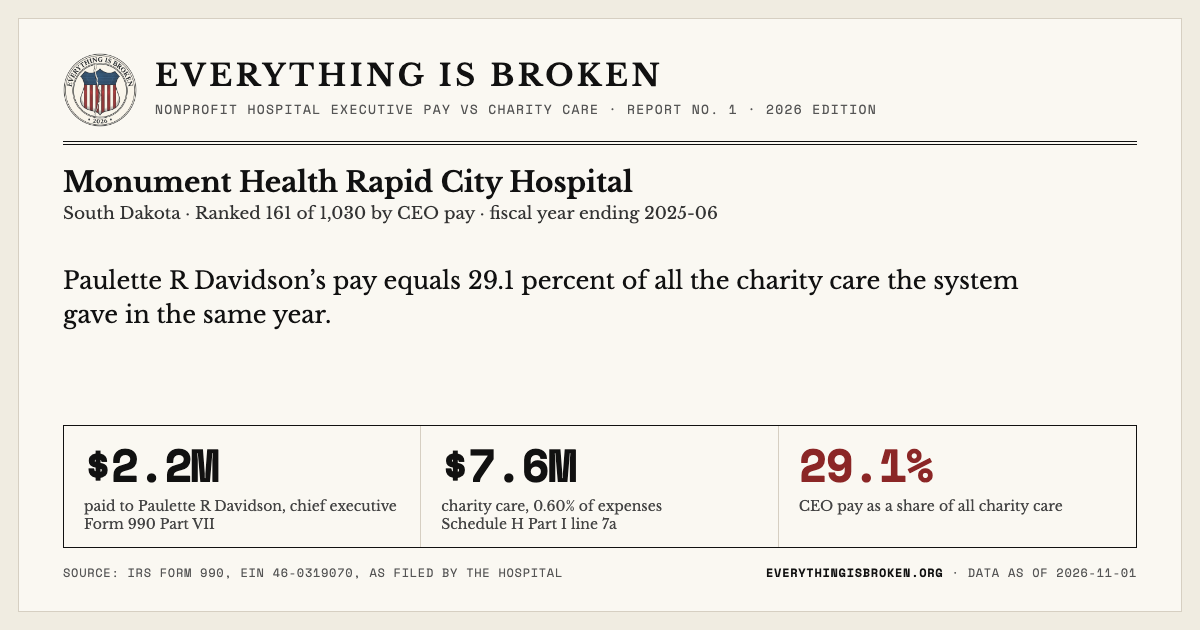 EVERYTHING IS BROKEN
2026
EVERYTHING IS BROKEN
NONPROFIT HOSPITAL EXECUTIVE PAY VS CHARITY CARE · REPORT NO. 1 · 2026 EDITION
Monument Health Rapid City Hospital
South Dakota · Ranked 161 of 1,030 by CEO pay · fiscal year ending 2025-06
Paulette R Davidson’s pay equals 29.1 percent of all the charity care the system
gave in the same year.
$2.2M
paid to Paulette R Davidson, chief executive
Form 990 Part VII
$7.6M
charity care, 0.60% of expenses
Schedule H Part I line 7a
29.1%
CEO pay as a share of all charity care
SOURCE: IRS FORM 990, EIN 46-0319070, AS FILED BY THE HOSPITAL
EVERYTHINGISBROKEN.ORG · DATA AS OF 2026-11-01